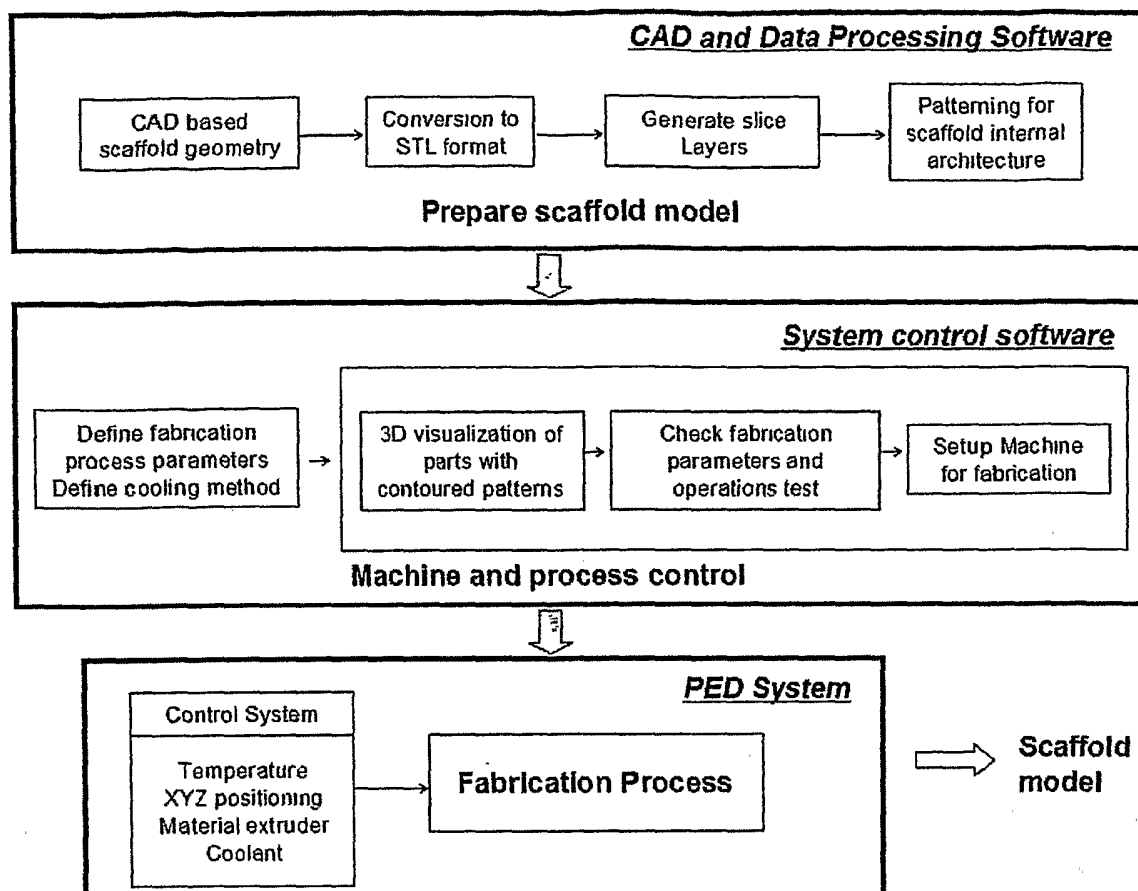 CAD and Data Processing Software
CAD based
scaffold geometry
Conversion to
STL format
Generate slice
Layers
Patterning for
scaffold internal
architecture
Prepare scaffold model
System control software
Define fabrication
process parameters
Define cooling method
3D visualization of
parts with
contoured patterns
Check fabrication
parameters and
operations test
Setup Machine
for fabrication
Machine and process control
PED System
Control System
Temperature
XYZ positioning
Material extruder
Coolant
Fabrication Process
Scaffold
model